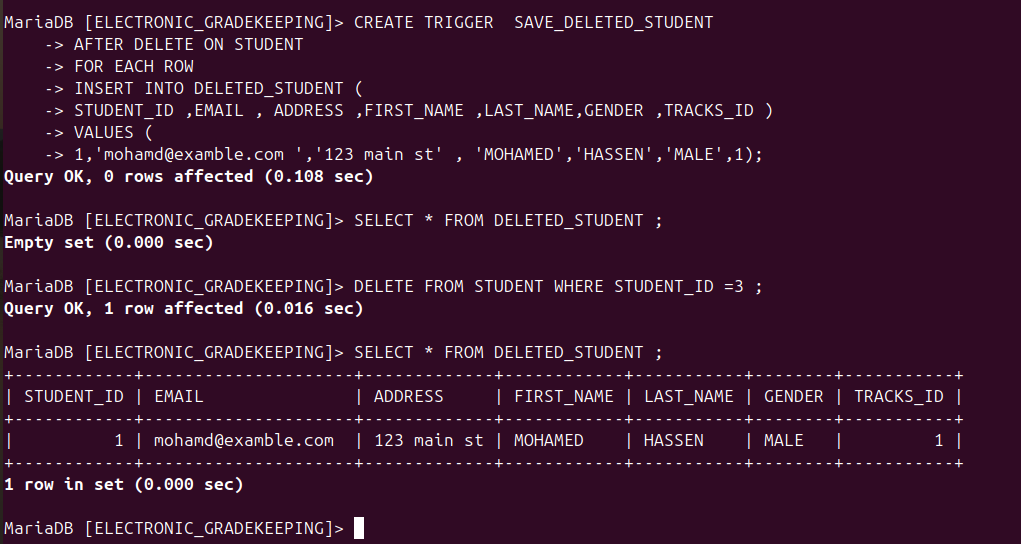 MariaDB [ELECTRONIC_GRADEKEEPING]> CREATE TRIGGER  SAVE_DELETED_STUDENT
    -> AFTER DELETE ON STUDENT
    -> FOR EACH ROW
    -> INSERT INTO DELETED_STUDENT (
    -> STUDENT_ID ,EMAIL , ADDRESS ,FIRST_NAME ,LAST_NAME,GENDER ,TRACKS_ID )
    -> VALUES (
    -> 1,'mohamd@examble.com ','123 main st' , 'MOHAMED','HASSEN','MALE',1);
Query OK, 0 rows affected (0.108 sec)

MariaDB [ELECTRONIC_GRADEKEEPING]> SELECT * FROM DELETED_STUDENT ;
Empty set (0.000 sec)

MariaDB [ELECTRONIC_GRADEKEEPING]> DELETE FROM STUDENT WHERE STUDENT_ID =3 ;
Query OK, 1 row affected (0.016 sec)

MariaDB [ELECTRONIC_GRADEKEEPING]> SELECT * FROM DELETED_STUDENT ;
+------------+---------------------+-------------+------------+-----------+--------+-----------+
| STUDENT_ID | EMAIL               | ADDRESS     | FIRST_NAME | LAST_NAME | GENDER | TRACKS_ID |
+------------+---------------------+-------------+------------+-----------+--------+-----------+
|          1 | mohamd@examble.com  | 123 main st | MOHAMED    | HASSEN    | MALE   |         1 |
+------------+---------------------+-------------+------------+-----------+--------+-----------+
1 row in set (0.000 sec)

MariaDB [ELECTRONIC_GRADEKEEPING]>